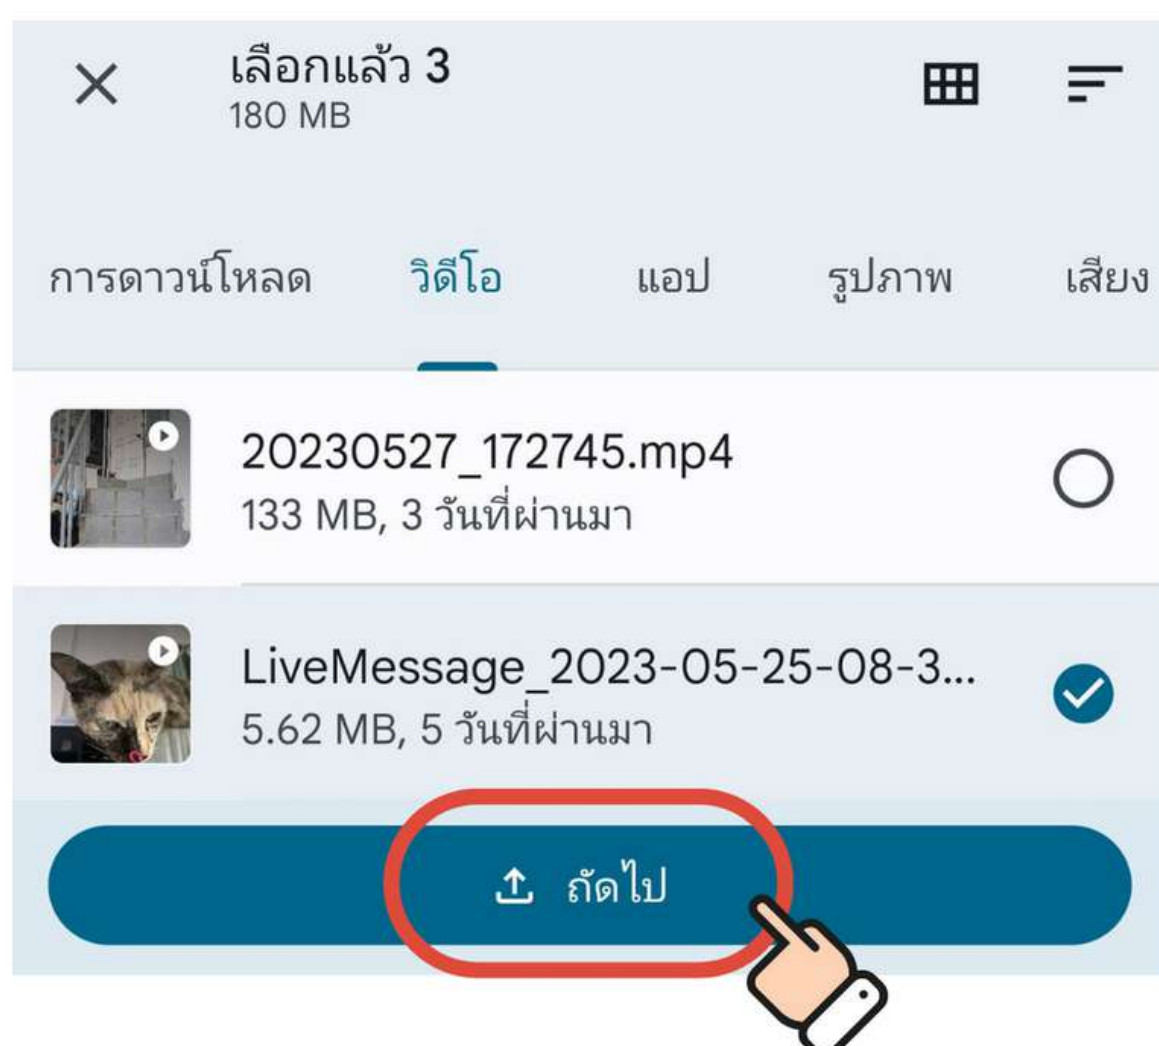 เลือกแล้ว 3
180 MB
การดาวน์โหลด วิดีโอ แอป รูปภาพ เสียง
20230527_172745.mp4
133 MB, 3 วันที่ผ่านมา
LiveMessage_2023-05-25-08-3...
5.62 MB, 5 วันที่ผ่านมา
ถัดไป